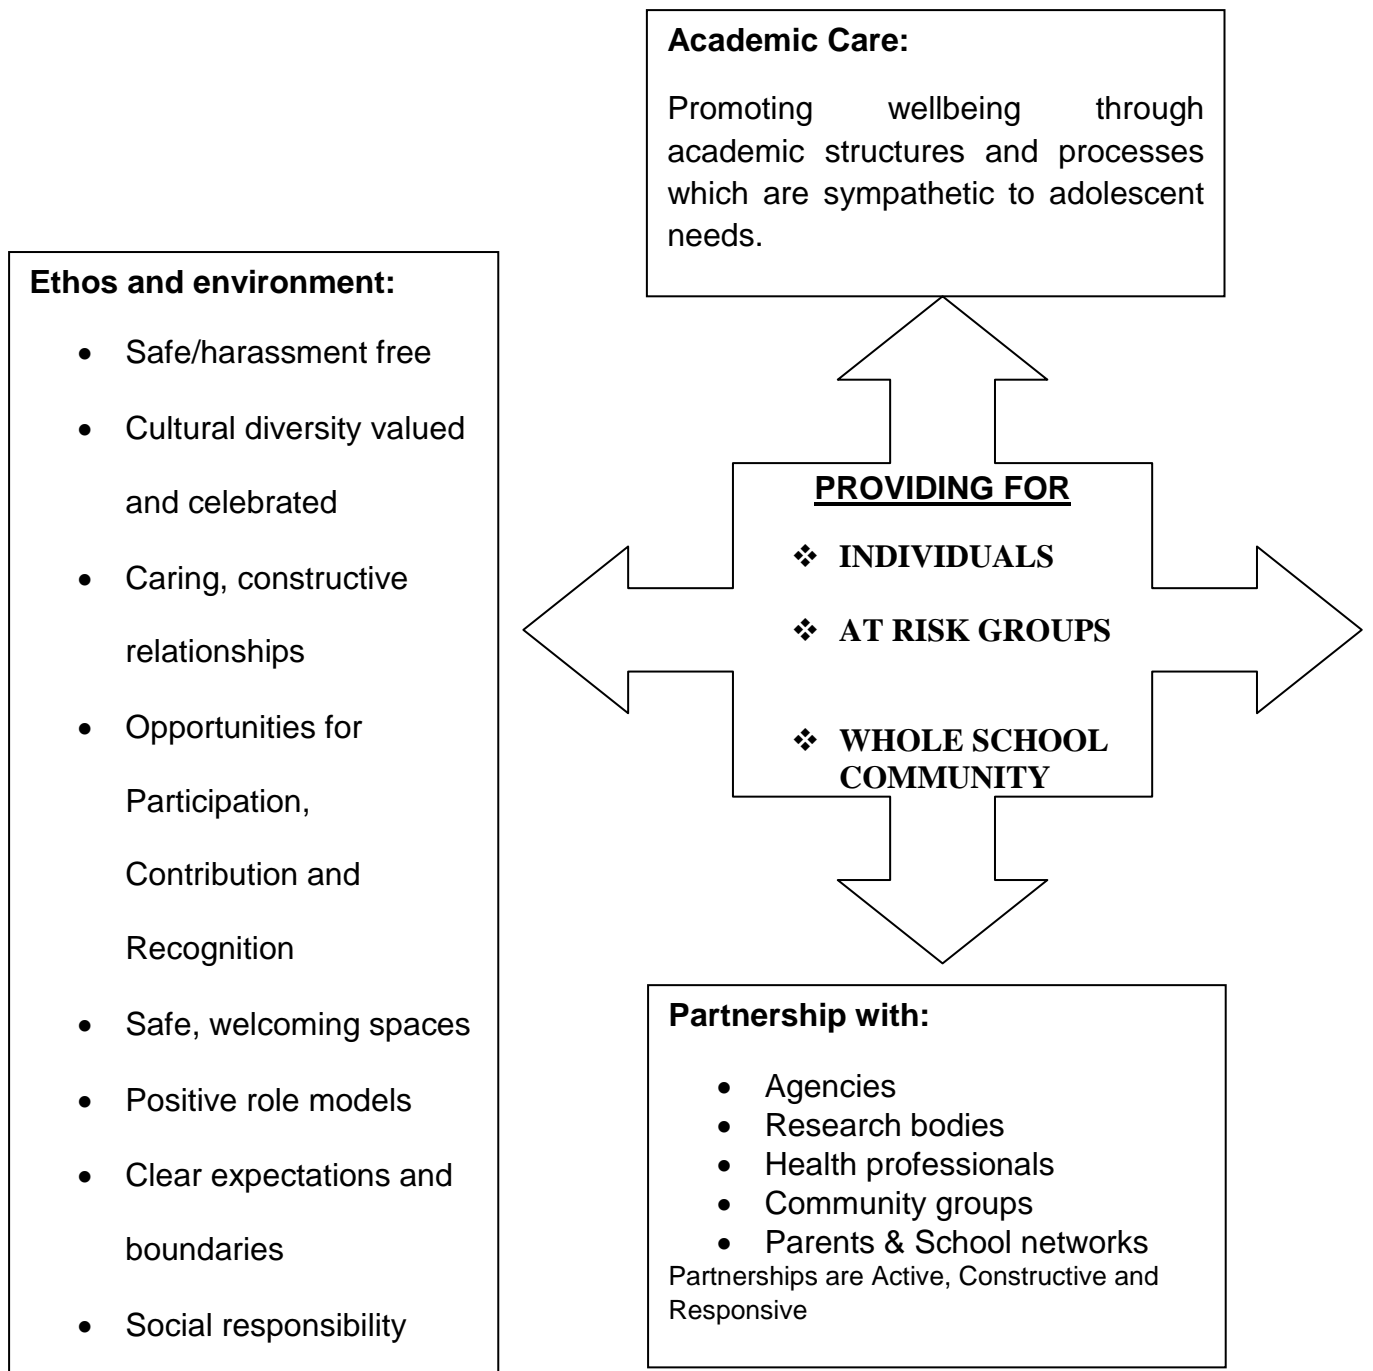 Academic Care:
Promoting wellbeing through
academic structures and processes
which are sympathetic to adolescent
needs.
Ethos and environment:
• Safe/harassment free
• Cultural diversity valued
and celebrated
• Caring, constructive
relationships
• Opportunities for
Participation,
Contribution and
Recognition
• Safe, welcoming spaces
• Positive role models
• Clear expectations and
boundaries
• Social responsibility
PROVIDING FOR
❖ INDIVIDUALS
❖ AT RISK GROUPS
❖ WHOLE SCHOOL
COMMUNITY
Partnership with:
• Agencies
• Research bodies
• Health professionals
• Community groups
• Parents & School networks
Partnerships are Active, Constructive and
Responsive